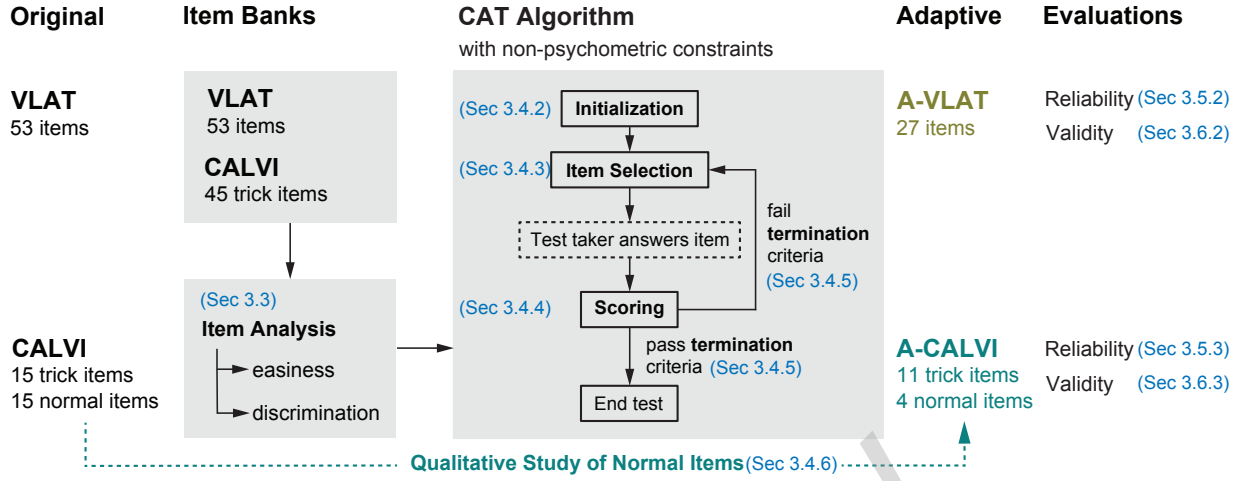 Original
Item Banks
CAT Algorithm
with non-psychometric constraints
Adaptive
Evaluations
VLAT
53 items
VLAT
53 items
CALVI
45 trick items
(Sec 3.3)
Item Analysis
easiness
discrimination
CALVI
15 trick items
15 normal items
(Sec 3.4.2)
Initialization
(Sec 3.4.3)
Item Selection
Test taker answers item
fail
termination
criteria
(Sec 3.4.5)
(Sec 3.4.4)
Scoring
pass termination
criteria (Sec 3.4.5)
End test
A-VLAT
27 items
Reliability (Sec 3.5.2)
Validity (Sec 3.6.2)
A-CALVI
11 trick items
4 normal items
Reliability (Sec 3.5.3)
Validity (Sec 3.6.3)
Qualitative Study of Normal Items (Sec 3.4.6)